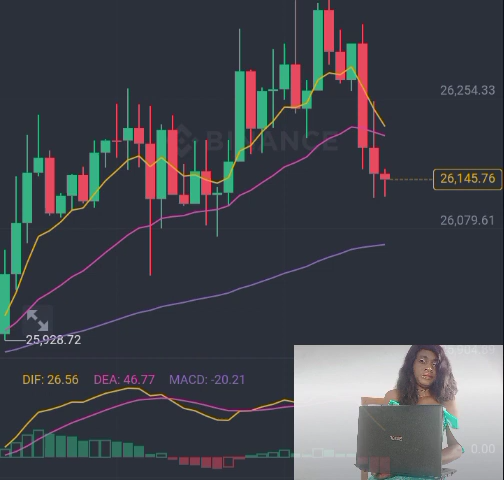 26,254.33
BINANCE
26,145.76
26,079.61
25,928.72
DIF: 26.56 DEA: 46.77 MACD: -20.21
0.00